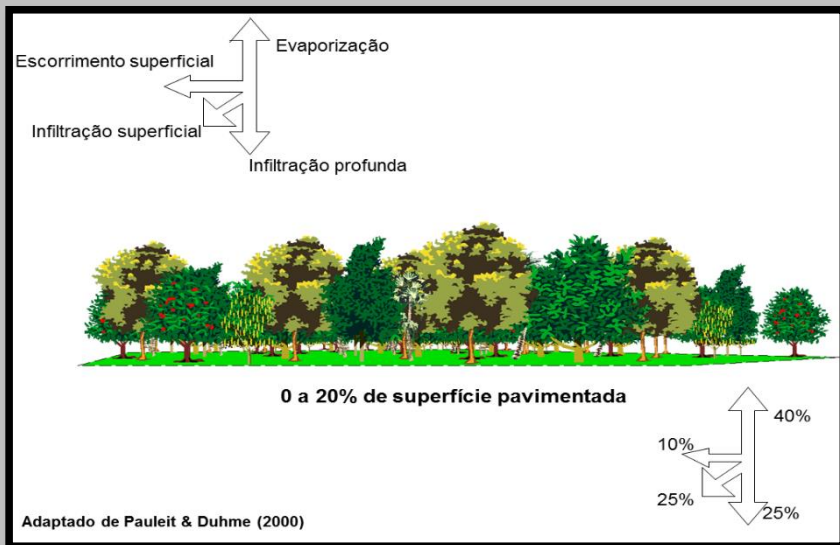 Evaporização
Escorrimento superficial
Infiltração superficial
Infiltração profunda
0 a 20% de superfície pavimentada
40%
10%
25%
25%
Adaptado de Pauleit & Duhme (2000)